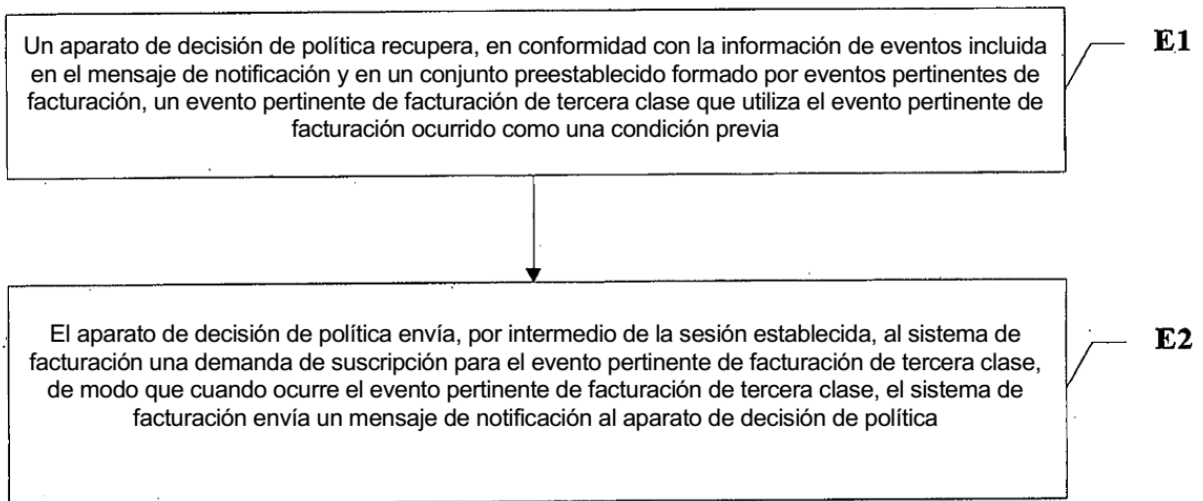 Un aparato de decisión de política recupera, en conformidad con la información de eventos incluida
en el mensaje de notificación y en un conjunto preestablecido formado por eventos pertinentes de
facturación, un evento pertinente de facturación de tercera clase que utiliza el evento pertinente de
facturación ocurrido como una condición previa
E1
El aparato de decisión de política envía, por intermedio de la sesión establecida, al sistema de
facturación una demanda de suscripción para el evento pertinente de facturación de tercera clase,
de modo que cuando ocurre el evento pertinente de facturación de tercera clase, el sistema de
facturación envía un mensaje de notificación al aparato de decisión de política
E2